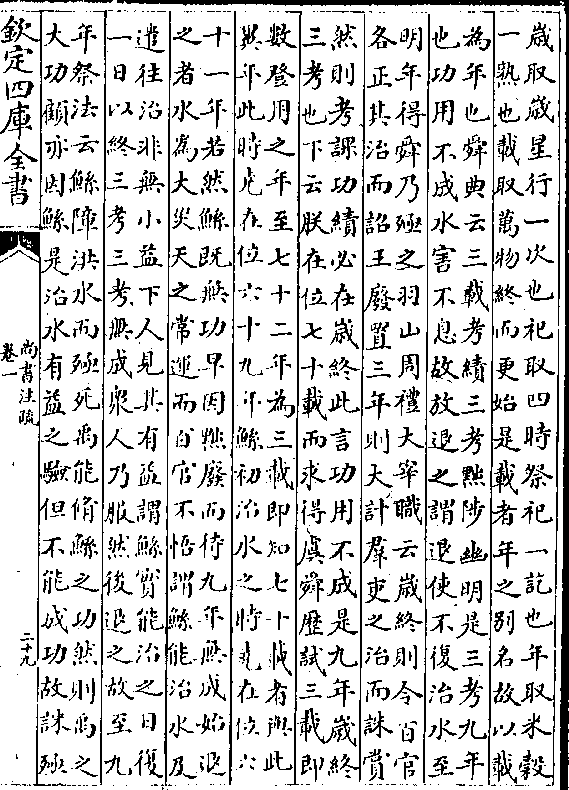 歳取歲星行一次也祀取四時祭祀一訖也年取米穀
一熟也載取萬物終而更始是載者年之別名故以載
為年也舜典云三載考績三考黜陟幽明是三考九年
也功用不成水害不息故放退之謂退使不復治水至
明年得舜乃殛之羽山周禮大宰職云歲終則令百官
各正其治而詔王廢置三年則大計羣吏之治而誅賞
然則考課功績必在歲終此言功用不成是九年歲終
三考也下云朕在位七十載而求得虞舜歷試三載即
數登用之年至七十二年為三載即知七十載者與此
異年此時堯在位六十九年鯀初治水之時堯在位六
十一年若然鯀既無功早因黜廢而待九年無成始退
之者水為大災天之常運而百官不悟謂鯀能治水及
遣往治非無小益下人見其有益謂鯀實能治之日復
一日以終三考三考無成衆人乃服然後退之故至九
年祭法云鯀障洪水而殛死禹能脩鯀之功然則禹之
大功顧亦因鯀是治水有益之驗但不能成功故誅殛
欽定四庫全書
尚書注疏
卷一
二十九